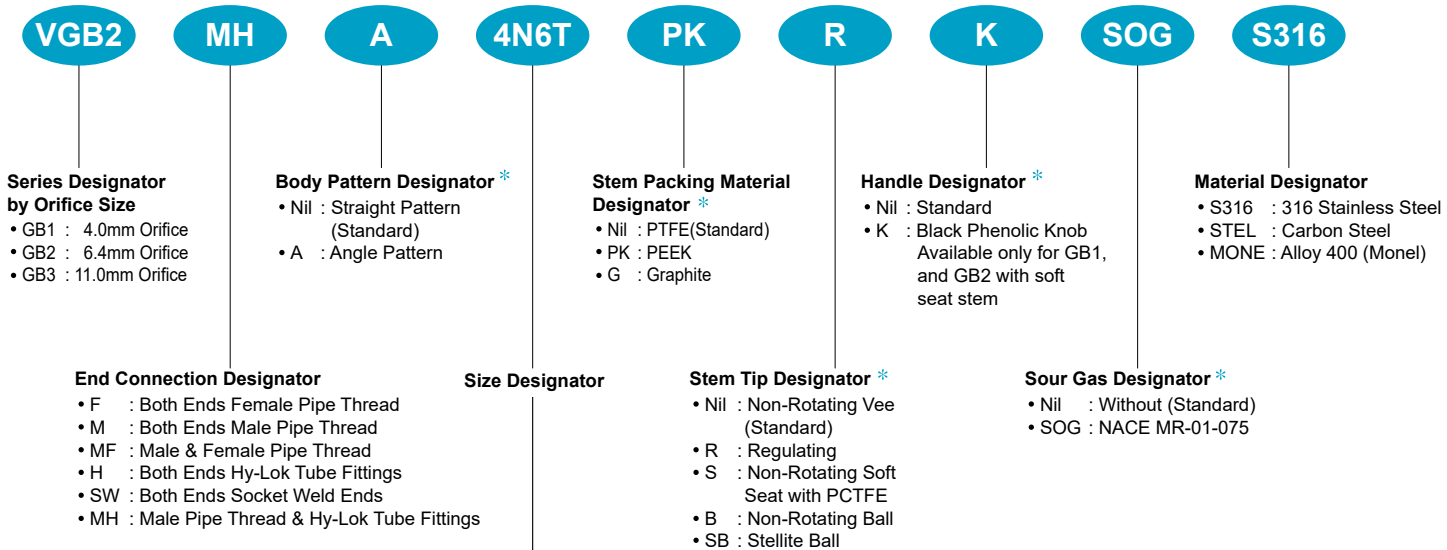 VGB2 MH A 4N6T PK R K SOG S316
Series Designator
by Orifice Size
• GB1 : 4.0mm Orifice
• GB2 : 6.4mm Orifice
• GB3 : 11.0mm Orifice
Body Pattern Designator *
• Nil : Straight Pattern
(Standard)
• A : Angle Pattern
Stem Packing Material
Designator *
• Nil : PTFE(Standard)
• PK : PEEK
• G : Graphite
Handle Designator *
• Nil : Standard
• K : Black Phenolic Knob
Available only for GB1,
and GB2 with soft
seat stem
Material Designator
• S316 : 316 Stainless Steel
• STEL : Carbon Steel
• MONE : Alloy 400 (Monel)
End Connection Designator
• F : Both Ends Female Pipe Thread
• M : Both Ends Male Pipe Thread
• MF : Male & Female Pipe Thread
• H : Both Ends Hy-Lok Tube Fittings
• SW : Both Ends Socket Weld Ends
• MH : Male Pipe Thread & Hy-Lok Tube Fittings
Size Designator
Stem Tip Designator *
• Nil : Non-Rotating Vee
(Standard)
• R : Regulating
• S : Non-Rotating Soft
Seat with PCTFE
• B : Non-Rotating Ball
• SB : Stellite Ball
Sour Gas Designator *
• Nil : Without (Standard)
• SOG : NACE MR-01-075